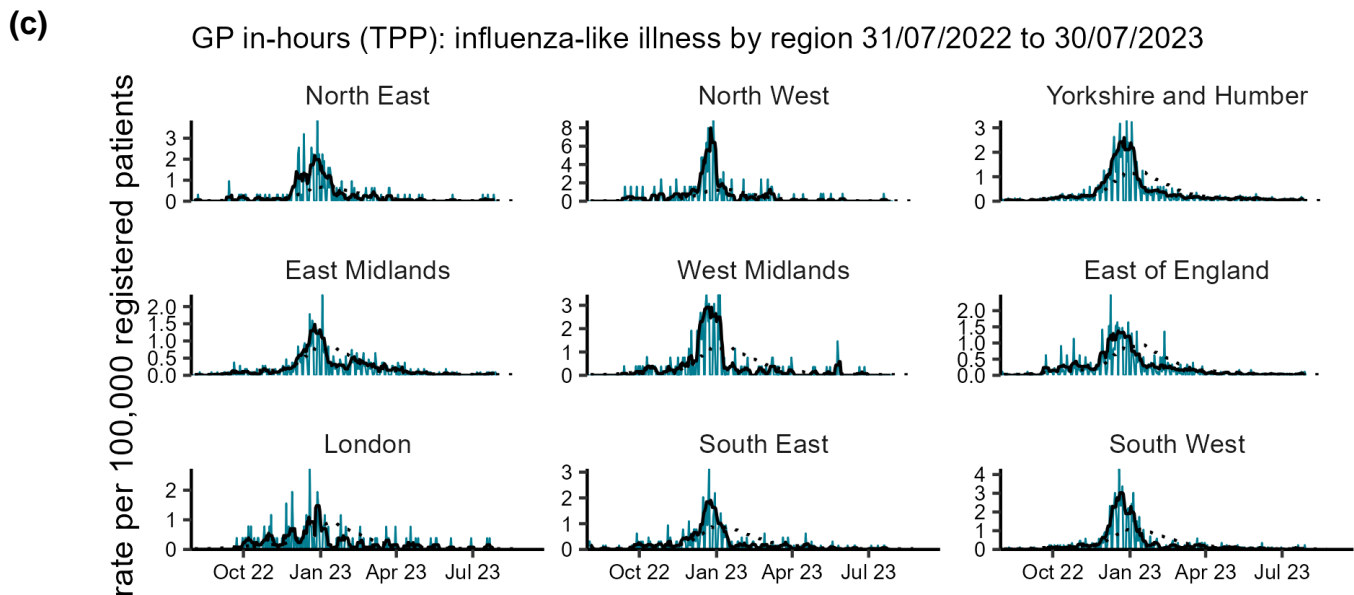 (c)
GP in-hours (TPP): influenza-like illness by region 31/07/2022 to 30/07/2023
rate per 100,000 registered patients
North East
3
2
1
0
North West
8
6
4
2
0
Yorkshire and Humber
3
2
1
0
East Midlands
2.0
1.5
1.0
0.5
0.0
West Midlands
3
2
1
0
East of England
2.0
1.5
1.0
0.5
0.0
London
2
1
0
Oct 22 Jan 23 Apr 23 Jul 23
South East
3
2
1
0
Oct 22 Jan 23 Apr 23 Jul 23
South West
4
3
2
1
0
Oct 22 Jan 23 Apr 23 Jul 23